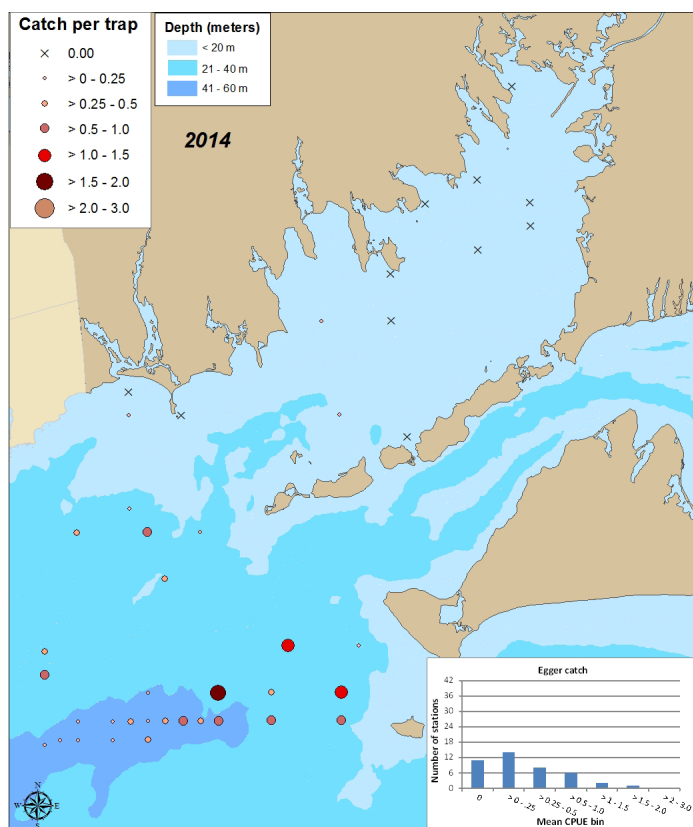 Catch per trap
0.00
> 0 - 0.25
> 0.25 - 0.5
> 0.5 - 1.0
> 1.0 - 1.5
> 1.5 - 2.0
> 2.0 - 3.0
Depth (meters)
< 20 m
21 - 40 m
41 - 60 m
2014
N
W E
S
Egger catch
Number of stations
42
36
30
24
18
12
6
0
0
> 0 - .25
> 0.25 - 0.5
> 0.5 - 1.0
> 1 - 1.5
> 1.5 - 2.0
> 2 - 3.0
Mean CPUE bin